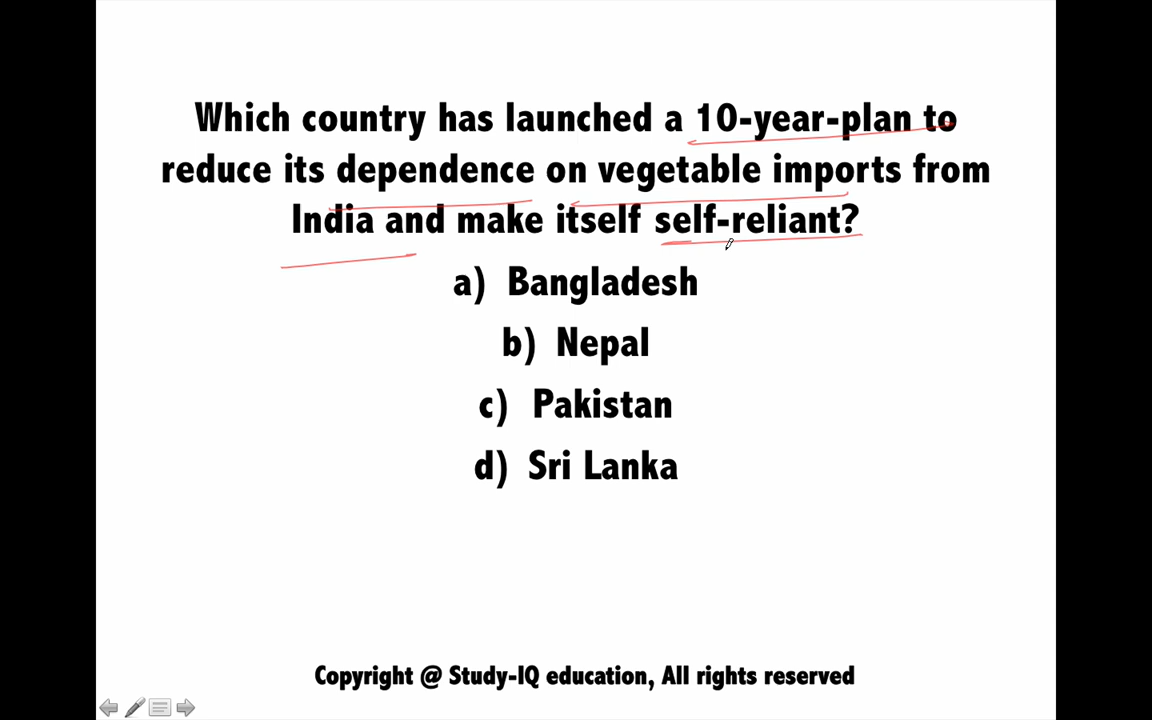 Which country has launched a 10-year-plan to
reduce its dependence on vegetable imports from
India and make itself self-reliant?
a) Bangladesh
b) Nepal
c) Pakistan
d) Sri Lanka
Copyright @ Study-IQ education, All rights reserved